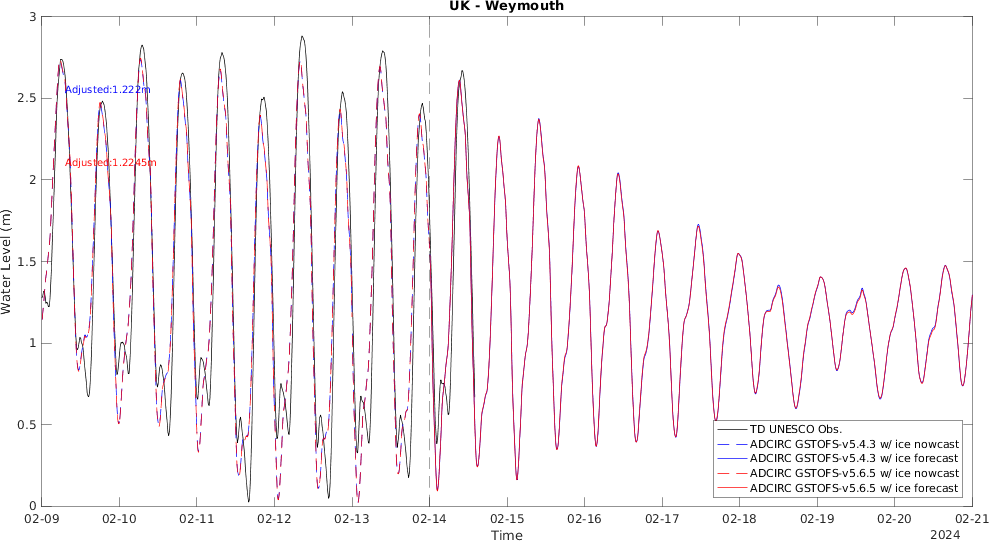 UK - Weymouth
3
2.5
2
1.5
1
0.5
0
Water Level (m)
Adjusted:1.222m
Adjusted:1.2245m
TD UNESCO Obs.
ADCIRC GSTOFS-v5.4.3 w/ ice nowcast
ADCIRC GSTOFS-v5.4.3 w/ ice forecast
ADCIRC GSTOFS-v5.6.5 w/ ice nowcast
ADCIRC GSTOFS-v5.6.5 w/ ice forecast
02-09 02-10 02-11 02-12 02-13 02-14 02-15 02-16 02-17 02-18 02-19 02-20 02-21
Time
2024